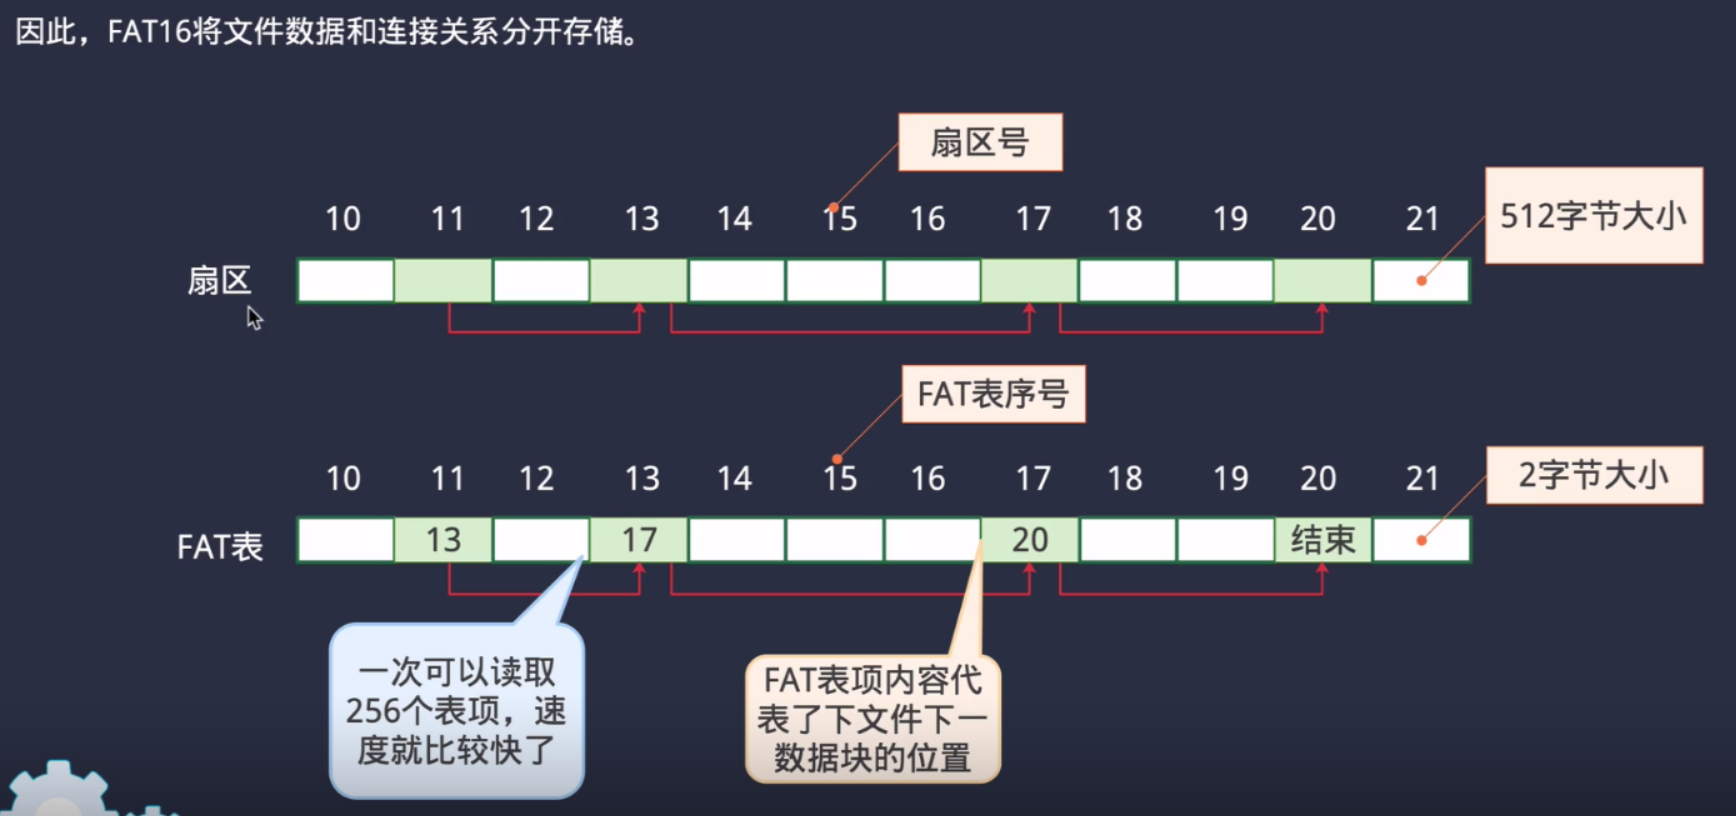 因此，FAT16将文件数据和连接关系分开存储。
扇区号
512字节大小
10 11 12 13 14 15 16 17 18 19 20 21
扇区
FAT表序号
2字节大小
10 11 12 13 14 15 16 17 18 19 20 21
FAT表
13 17 20 结束
一次可以读取
256个表项，速
度就比较快了
FAT表项内容代
表了下文件下一
数据块的位置